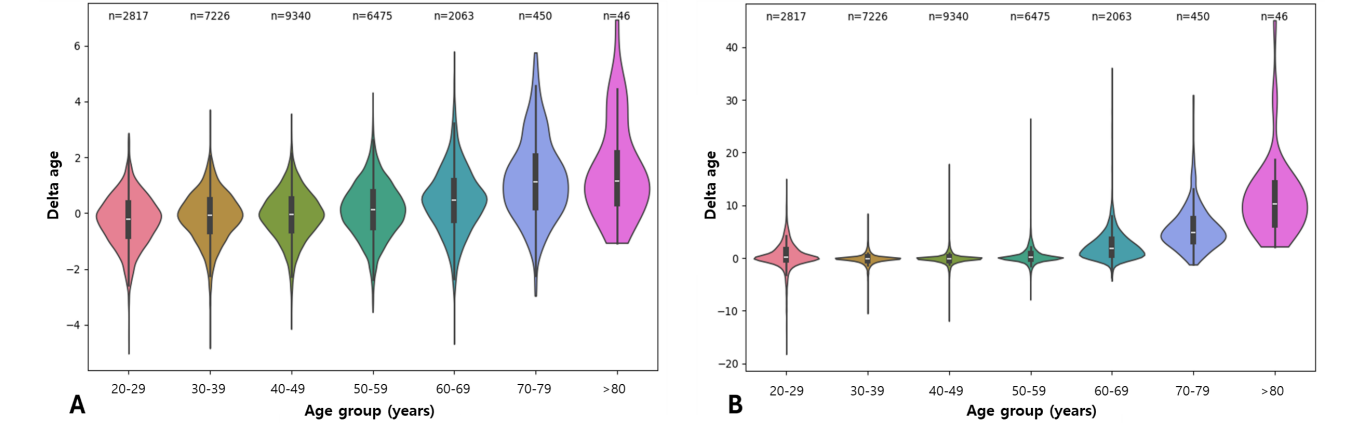 n=2817 n=7226 n=9340 n=6475 n=2063 n=450 n=46
6
4
2
0
−2
−4
Delta age
20-29 30-39 40-49 50-59 60-69 70-79 >80
Age group (years)
A
n=2817 n=7226 n=9340 n=6475 n=2063 n=450 n=46
40
30
20
10
0
−10
−20
Delta age
20-29 30-39 40-49 50-59 60-69 70-79 >80
Age group (years)
B